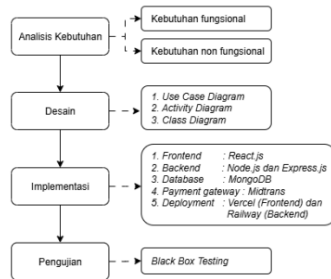 Analisis Kebutuhan
Kebutuhan fungsional
Kebutuhan non fungsional
Desain
1. Use Case Diagram
2. Activity Diagram
3. Class Diagram
Implementasi
1. Frontend : React.js
2. Backend : Node.js dan Express.js
3. Database : MongoDB
4. Payment gateway : Midtrans
5. Deployment : Vercel (Frontend) dan
Railway (Backend)
Pengujian
Black Box Testing